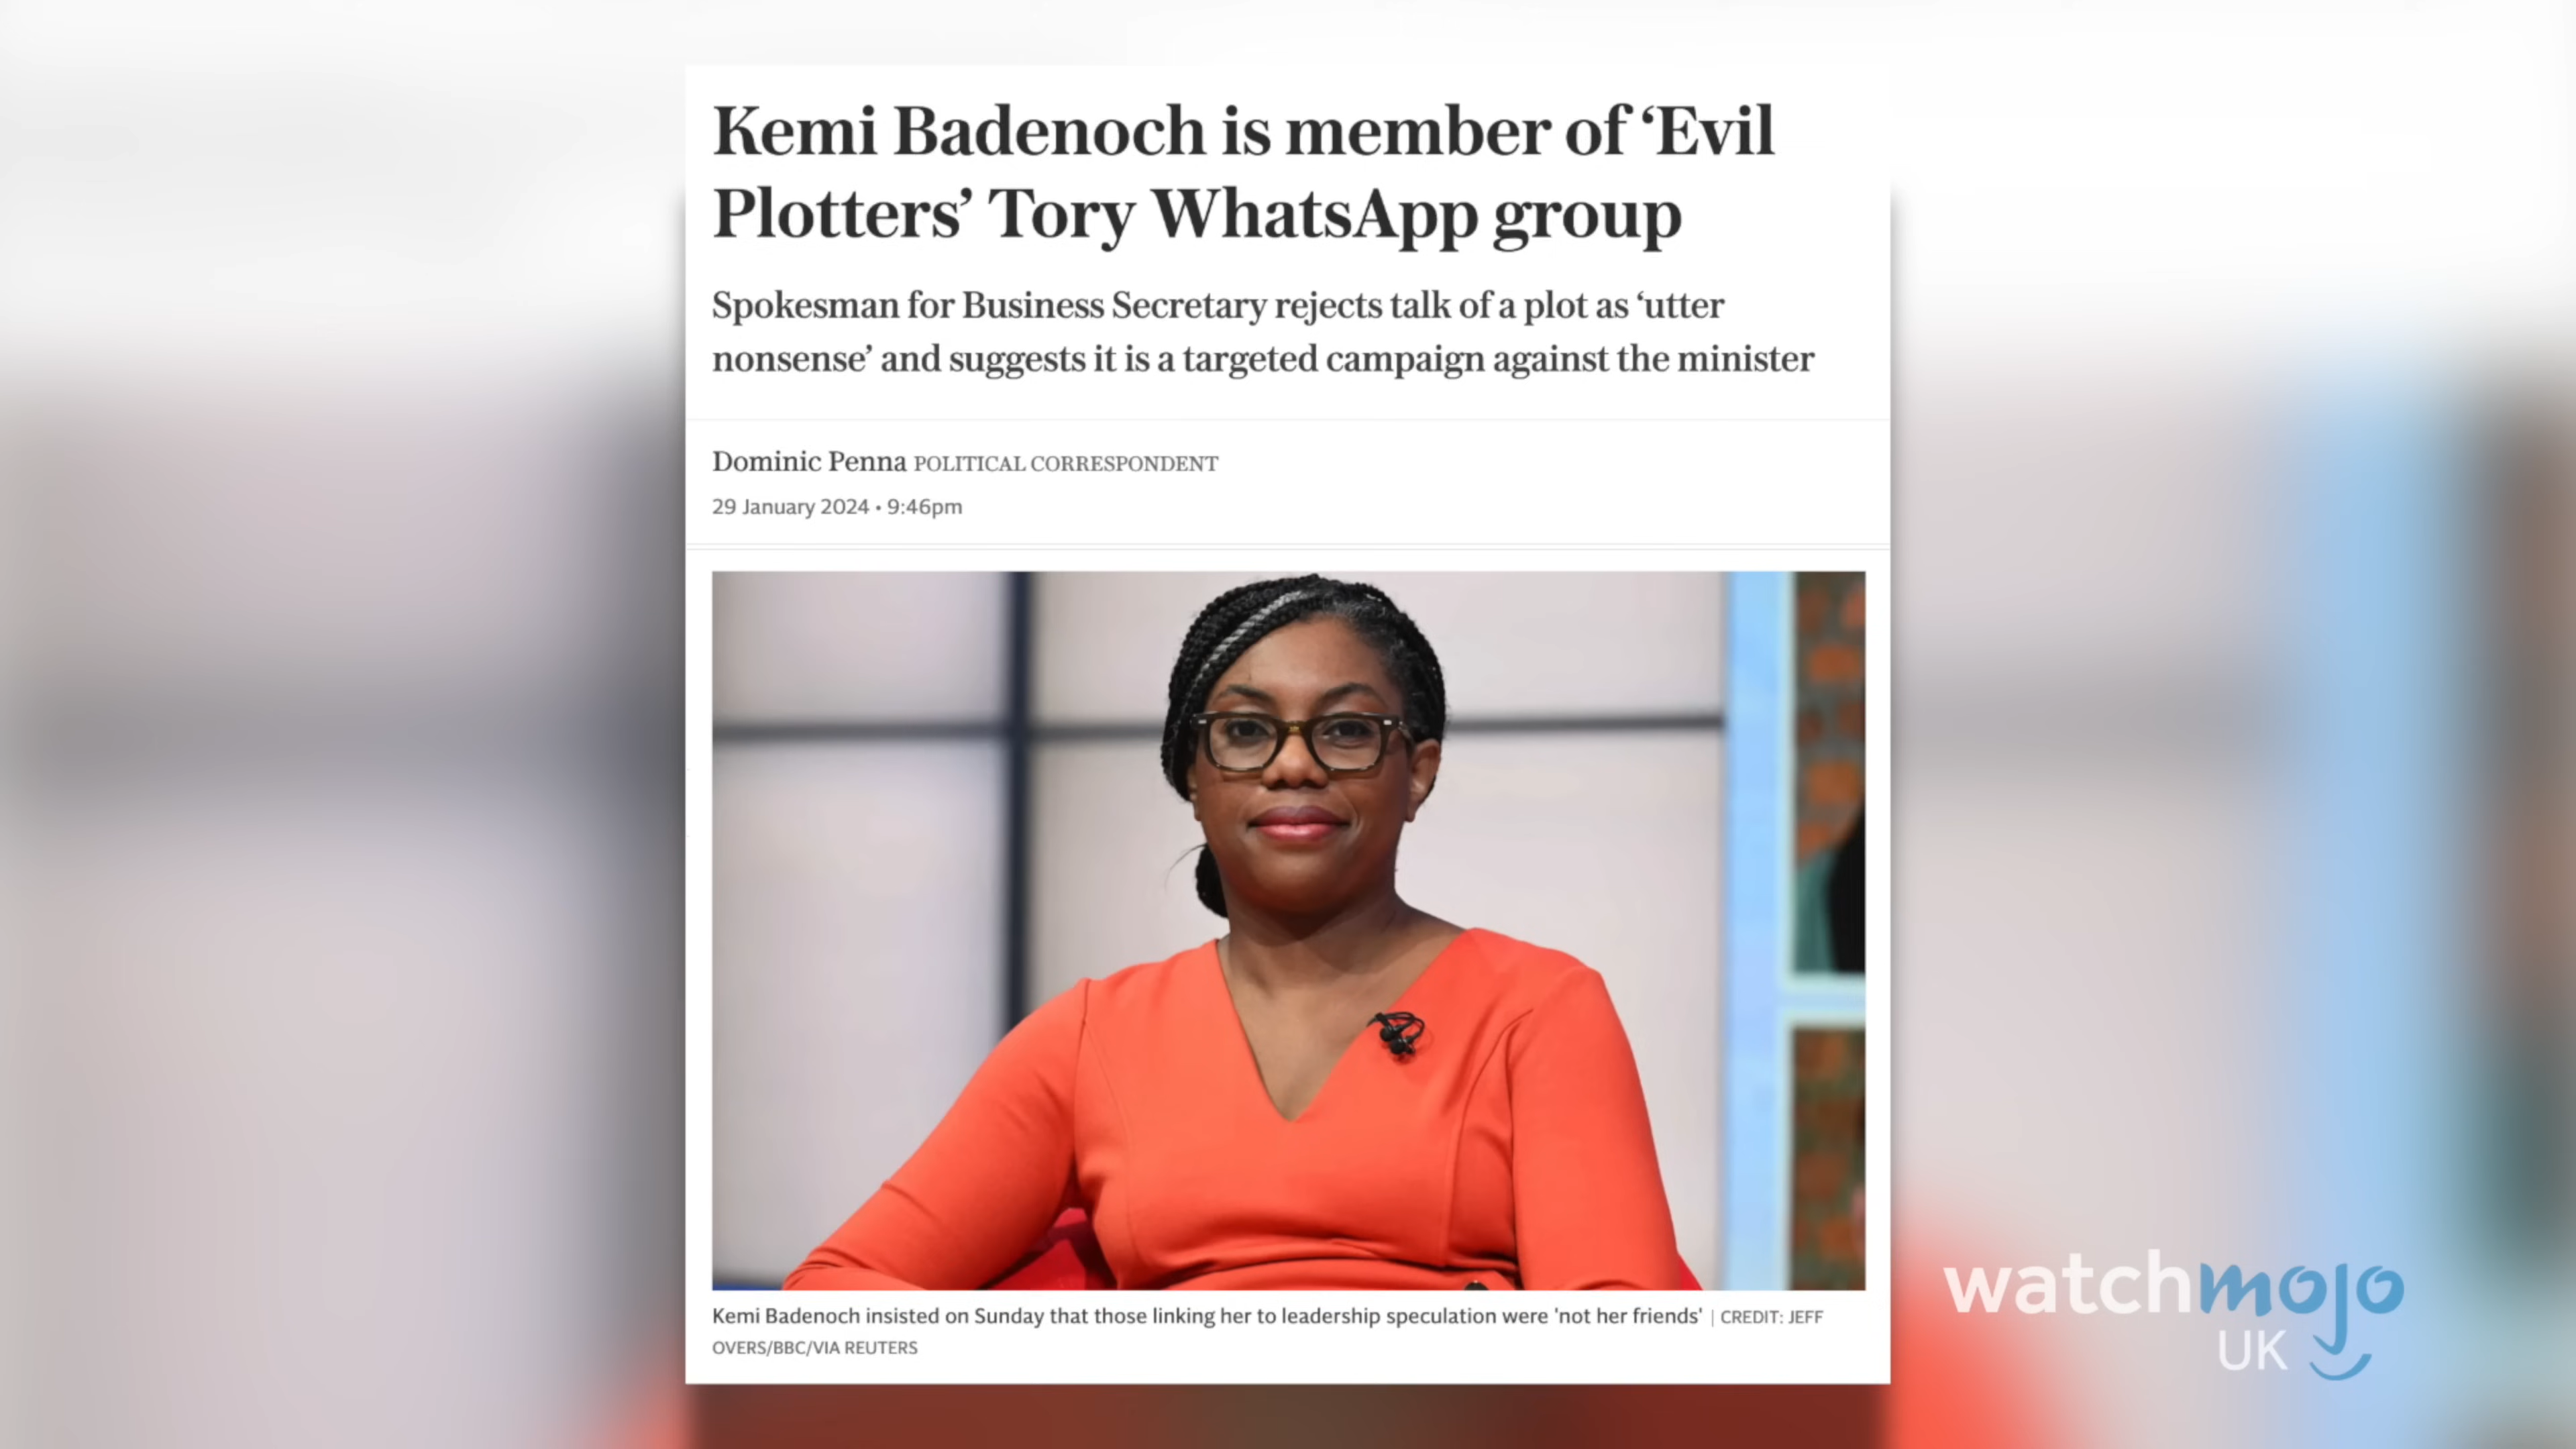 Kemi Badenoch is member of ‘Evil
Plotters’ Tory WhatsApp group
Spokesman for Business Secretary rejects talk of a plot as ‘utter
nonsense’ and suggests it is a targeted campaign against the minister
Dominic Penna POLITICAL CORRESPONDENT
29 January 2024 • 9:46pm
Kemi Badenoch insisted on Sunday that those linking her to leadership speculation were 'not her friends' | CREDIT: JEFF
OVERS/BBC/VIA REUTERS
watchmojo
UK